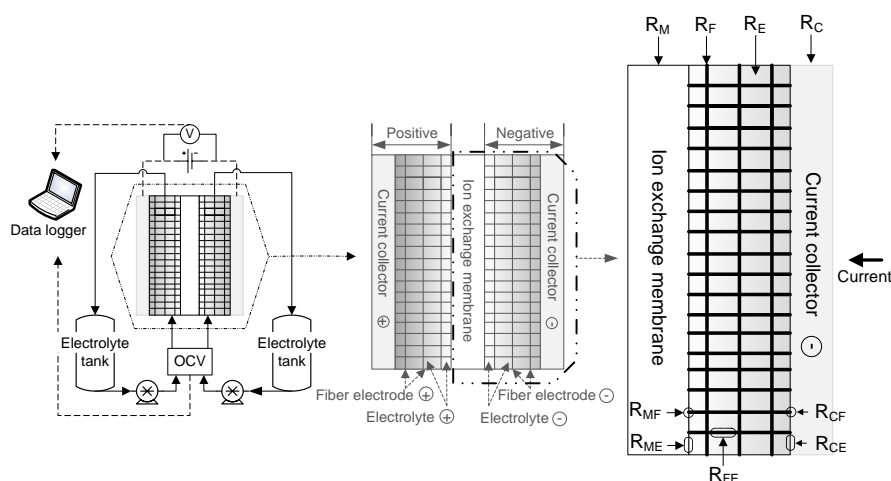 V
Data logger
Electrolyte
tank
OCV
Electrolyte
tank
Positive
Negative
Current collector
Ion exchange membrane
Current collector
+
-
Fiber electrode +
Fiber electrode -
Electrolyte +
Electrolyte -
R_M
R_F
R_E
R_C
Ion exchange membrane
Current collector
-
Current
R_MF
R_CF
R_ME
R_CE
R_FE